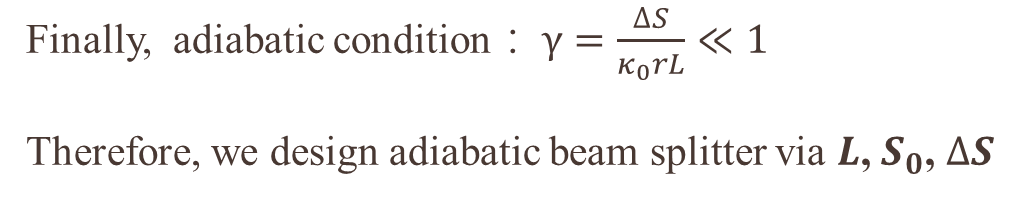 Finally, adiabatic condition : γ = ΔS/(κ₀rL) ≪ 1
Therefore, we design adiabatic beam splitter via L, S₀, ΔS